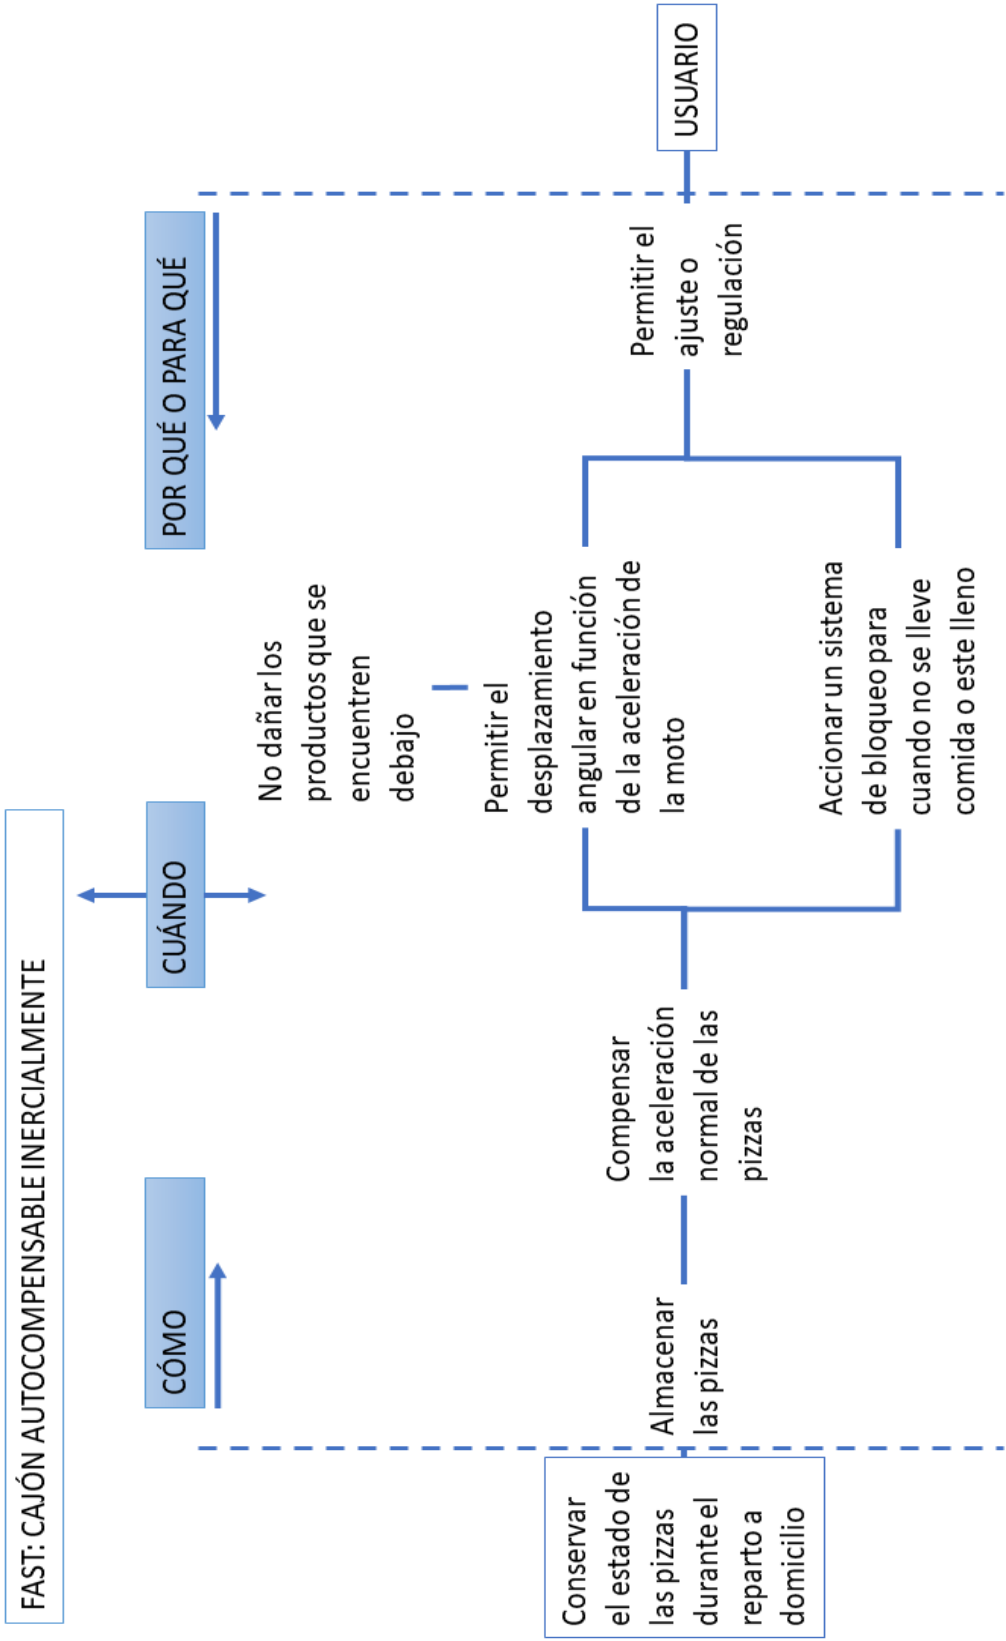 FAST: CAJÓN AUTOCOMPENSABLE INERCIALMENTE
CÓMO
CUÁNDO
POR QUÉ O PARA QUÉ
No dañar los
productos que se
encuentren
debajo
Conservar
el estado de
las pizzas
durante el
reparto a
domicilio
Almacenar
las pizzas
Compensar
la aceleración
normal de las
pizzas
Permitir el
desplazamiento
angular en función
de la aceleración de
la moto
Accionar un sistema
de bloqueo para
cuando no se lleve
comida o este lleno
Permitir el
ajuste o
regulación
USUARIO